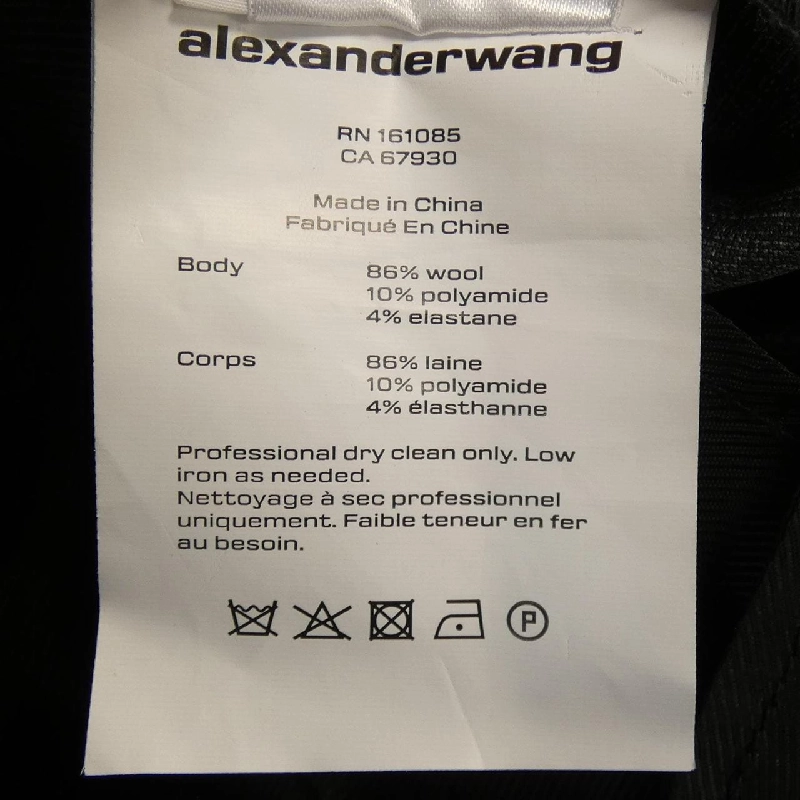 alexanderwang
RN 161085
CA 67930
Made in China
Fabriqué En Chine
Body 86% wool
10% polyamide
4% elastane
Corps 86% laine
10% polyamide
4% élasthanne
Professional dry clean only. Low
iron as needed.
Nettoyage à sec professionnel
uniquement. Faible teneur en fer
au besoin.
P